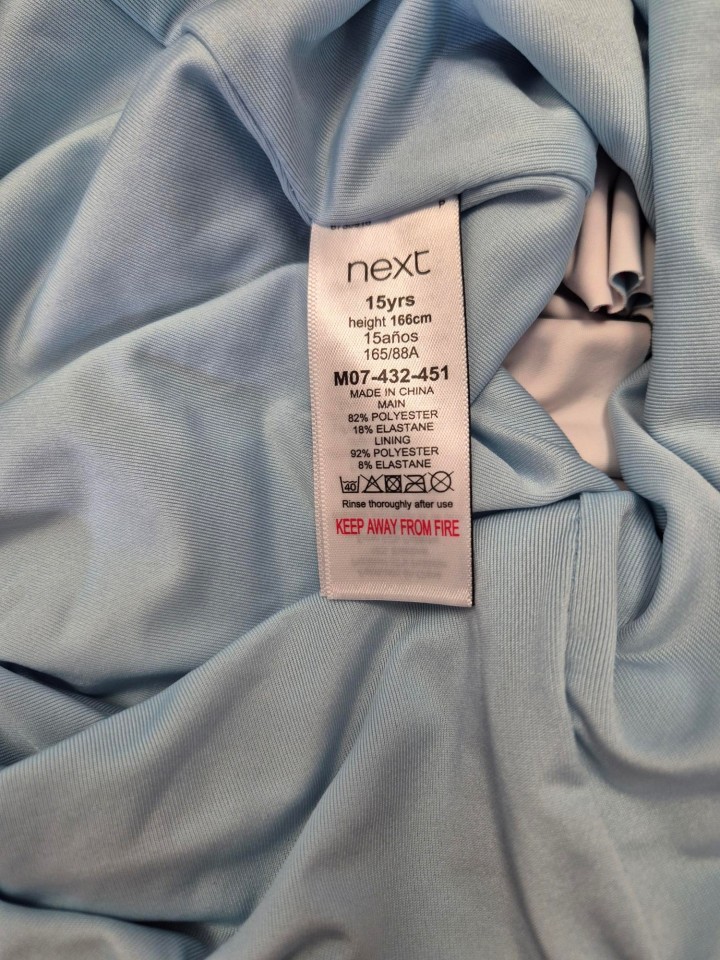 next
15yrs
height 166cm
15años
165/88A
M07-432-451
MADE IN CHINA
MAIN
82% POLYESTER
18% ELASTANE
LINING
92% POLYESTER
8% ELASTANE
40
Rinse thoroughly after use
KEEP AWAY FROM FIRE